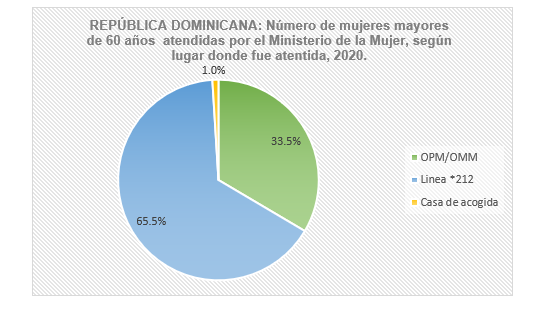 REPÚBLICA DOMINICANA: Número de mujeres mayores
de 60 años atendidas por el Ministerio de la Mujer, según
lugar donde fue atentida, 2020.
1.0%
33.5%
65.5%
OPM/OMM
Linea *212
Casa de acogida